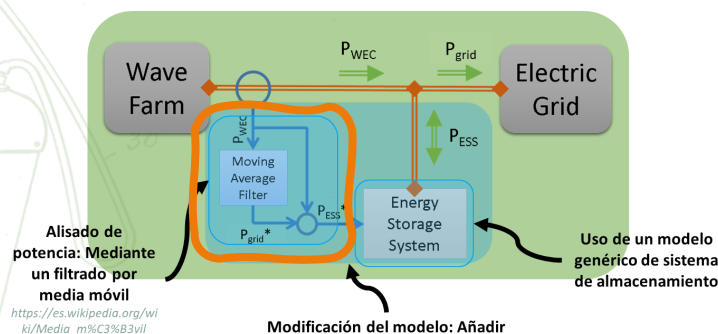 Wave
Farm
P_WEC
P_grid
Electric
Grid
P_WEC
Moving
Average
Filter
P_ESS
P_grid*
P_ESS*
Energy
Storage
System
Alisado de
potencia: Mediante
un filtrado por
media móvil
https://es.wikipedia.org/wi
ki/Media_m%C3%B3vil
Uso de un modelo
genérico de sistema
de almacenamiento
Modificación del modelo: Añadir